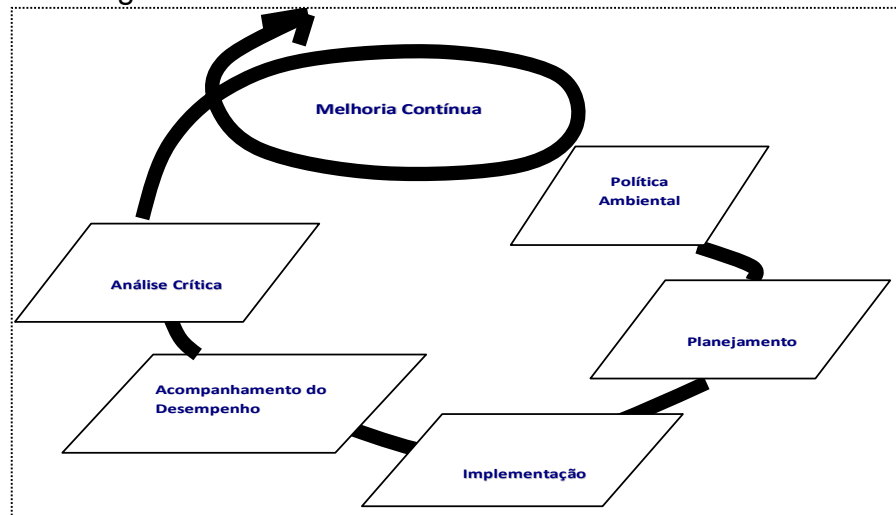 Melhoria Contínua
Política
Ambiental
Análise Crítica
Planejamento
Acompanhamento do
Desempenho
Implementação